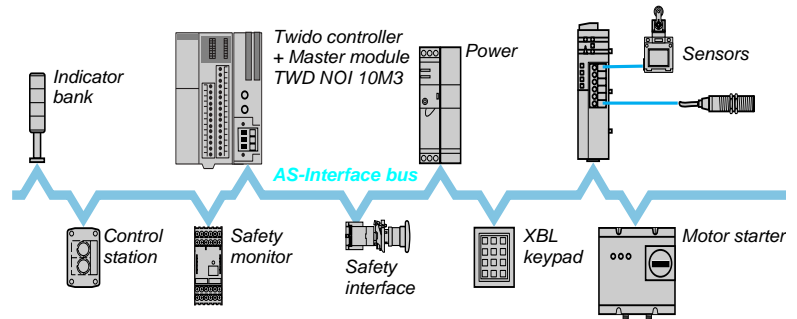 Twido controller
+ Master module
TWD NOI 10M3
Power
Sensors
Indicator
bank
AS-Interface bus
Control
station
Safety
monitor
Safety
interface
XBL
keypad
Motor starter